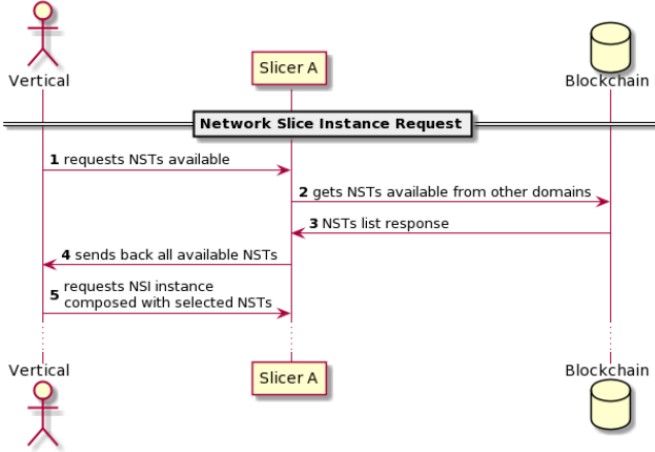 Vertical
Slicer A
Blockchain
Network Slice Instance Request
1 requests NSTs available
2 gets NSTs available from other domains
3 NSTs list response
4 sends back all available NSTs
5 requests NSI instance
composed with selected NSTs
Vertical
Slicer A
Blockchain